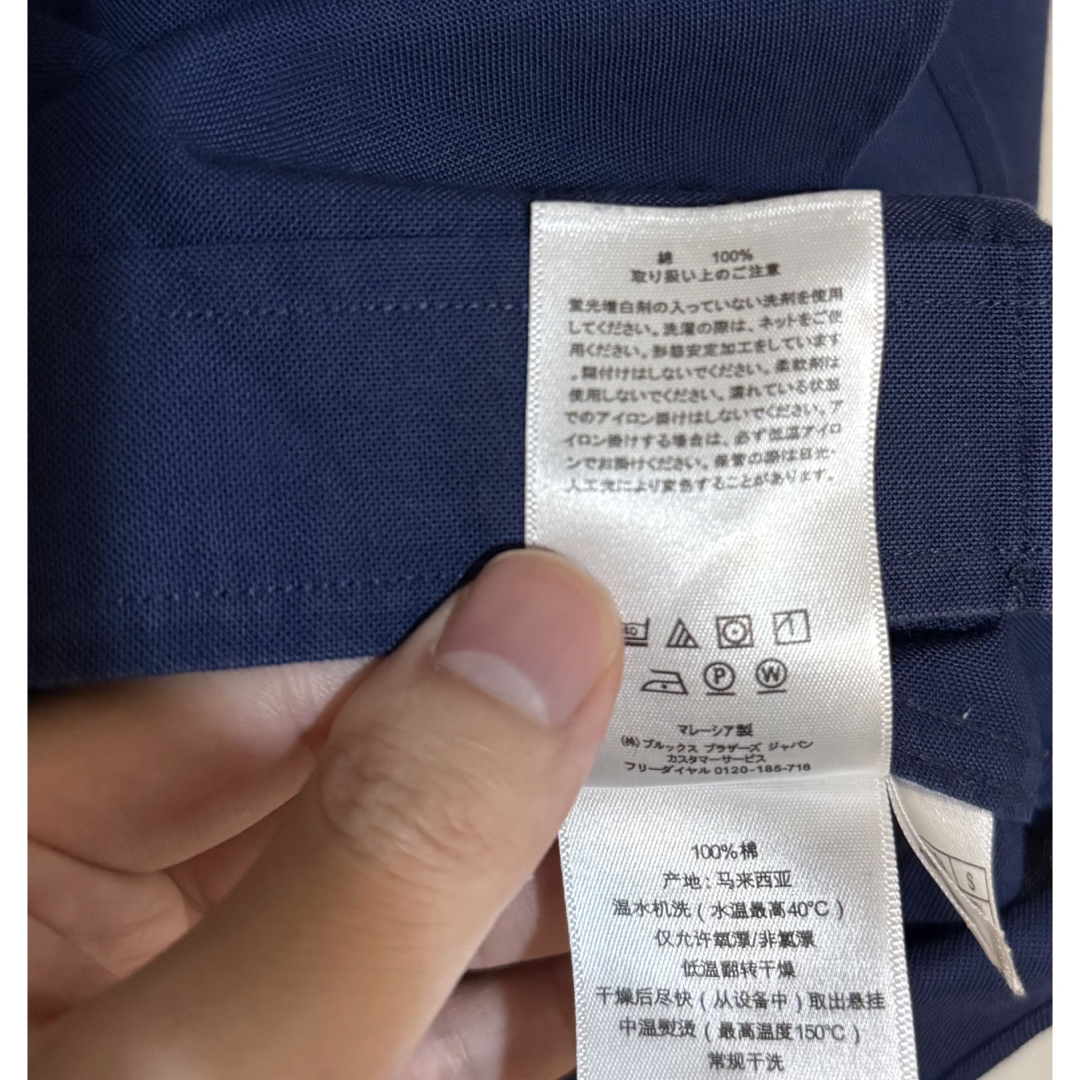 綿 100%
取り扱い上のご注意
蛍光増白剤の入っていない洗剤を使用
してください。洗濯の際は、ネットをご使
用ください。形態安定加工をしています
。糊付けはしないでください。柔軟剤は
使用しないでください。濡れている状態
でのアイロン掛けはしないでください。ア
イロン掛けする場合は、必ず低温アイロ
ンでお掛けください。保管の際は日光・
人工光により変色することがあります。
40
P W
マレーシア製
(株)ブルックス ブラザーズ ジャパン
カスタマーサービス
フリーダイヤル 0120-185-718
100%棉
产地:马来西亚
温水机洗(水温最高40°C)
仅允许氧漂/非氯漂
低温翻转干燥
干燥后尽快(从设备中)取出悬挂
中温熨烫(最高温度150°C)
常规干洗
S